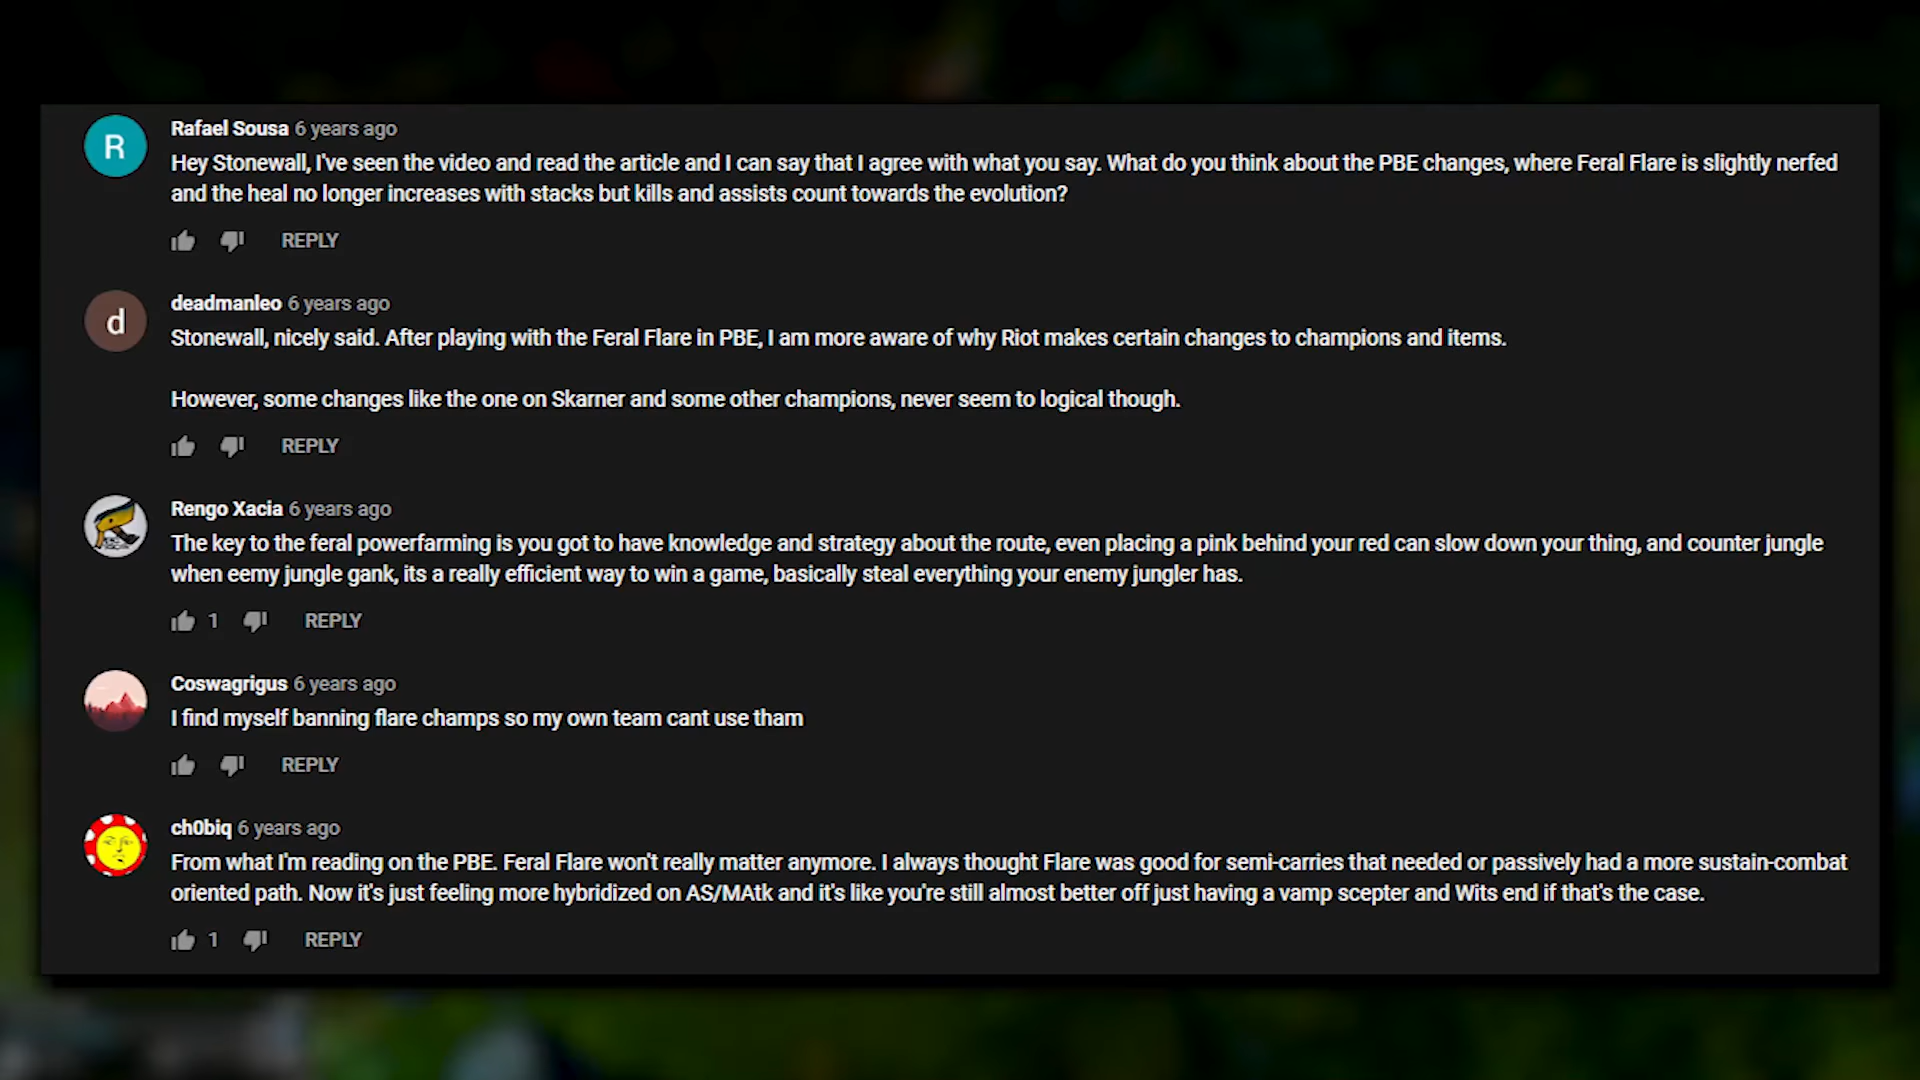 R
Rafael Sousa 6 years ago
Hey Stonewall, I've seen the video and read the article and I can say that I agree with what you say. What do you think about the PBE changes, where Feral Flare is slightly nerfed
and the heal no longer increases with stacks but kills and assists count towards the evolution?
REPLY
d
deadmanleo 6 years ago
Stonewall, nicely said. After playing with the Feral Flare in PBE, I am more aware of why Riot makes certain changes to champions and items.
However, some changes like the one on Skarner and some other champions, never seem to logical though.
REPLY
Rengo Xacia 6 years ago
The key to the feral powerfarming is you got to have knowledge and strategy about the route, even placing a pink behind your red can slow down your thing, and counter jungle
when eemy jungle gank, its a really efficient way to win a game, basically steal everything your enemy jungler has.
1 REPLY
Coswagrigus 6 years ago
I find myself banning flare champs so my own team cant use tham
REPLY
ch0biq 6 years ago
From what I'm reading on the PBE. Feral Flare won't really matter anymore. I always thought Flare was good for semi-carries that needed or passively had a more sustain-combat
oriented path. Now it's just feeling more hybridized on AS/MAtk and it's like you're still almost better off just having a vamp scepter and Wits end if that's the case.
1 REPLY